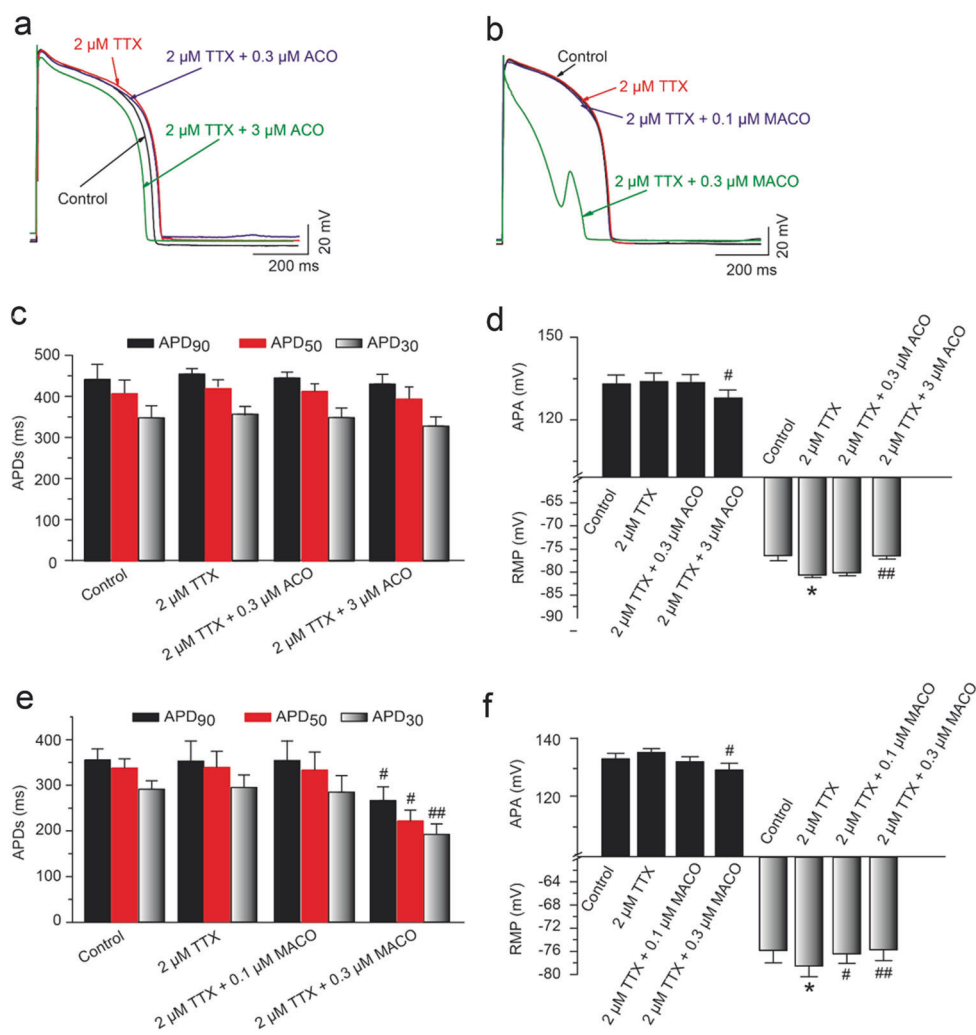 a
2 µM TTX
2 µM TTX + 0.3 µM ACO
2 µM TTX + 3 µM ACO
Control
20 mV
200 ms
b
Control
2 µM TTX
2 µM TTX + 0.1 µM MACO
2 µM TTX + 0.3 µM MACO
20 mV
200 ms
c
APD90 APD50 APD30
APDs (ms)
500
400
300
200
100
0
Control
2 µM TTX
2 µM TTX + 0.3 µM ACO
2 µM TTX + 3 µM ACO
d
APA (mV)
150
120
#
RMP (mV)
-65
-70
-75
-80
-85
-90
Control
2 µM TTX
2 µM TTX + 0.3 µM ACO
2 µM TTX + 3 µM ACO
Control
2 µM TTX
2 µM TTX + 0.3 µM ACO
2 µM TTX + 3 µM ACO
*
##
e
APD90 APD50 APD30
APDs (ms)
400
300
200
100
0
# # ##
Control
2 µM TTX
2 µM TTX + 0.1 µM MACO
2 µM TTX + 0.3 µM MACO
f
APA (mV)
140
120
#
RMP (mV)
-64
-68
-72
-76
-80
Control
2 µM TTX
2 µM TTX + 0.1 µM MACO
2 µM TTX + 0.3 µM MACO
Control
2 µM TTX
2 µM TTX + 0.1 µM MACO
2 µM TTX + 0.3 µM MACO
* # ##